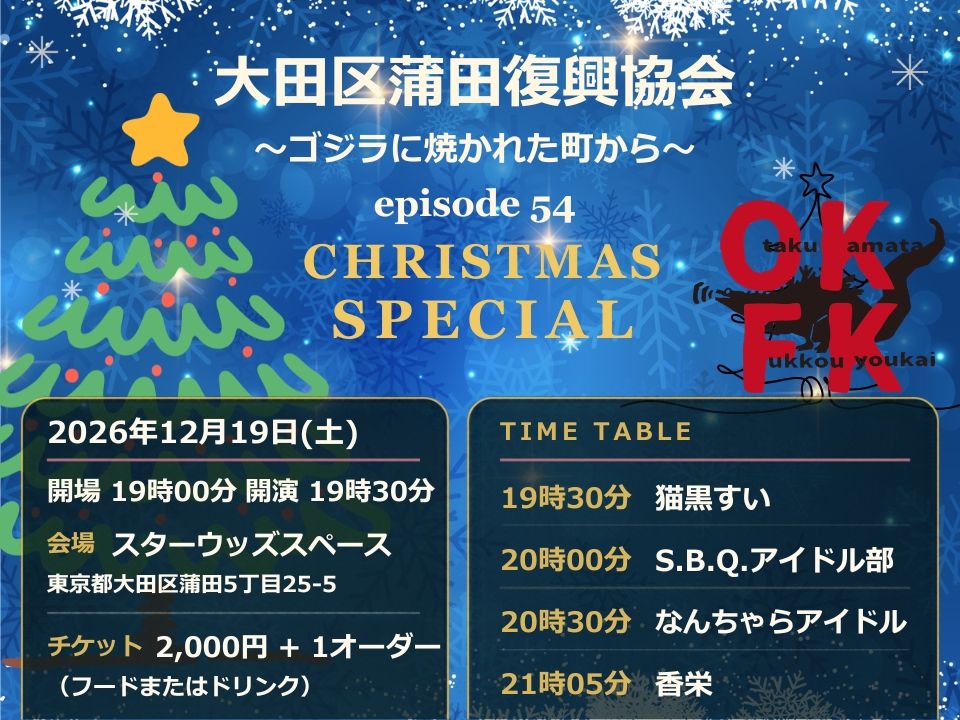 大田区蒲田復興協会
～ゴジラに焼かれた町から～
episode 54
CHRISTMAS
SPECIAL
OK
taku amata
FK
ukkou youkai
2026年12月19日(土)
開場 19時00分 開演 19時30分
会場 スターウッズスペース
東京都大田区蒲田5丁目25-5
チケット 2,000円 + 1オーダー
（フードまたはドリンク）
TIME TABLE
19時30分 猫黒すい
20時00分 S.B.Q.アイドル部
20時30分 なんちゃらアイドル
21時05分 香栄